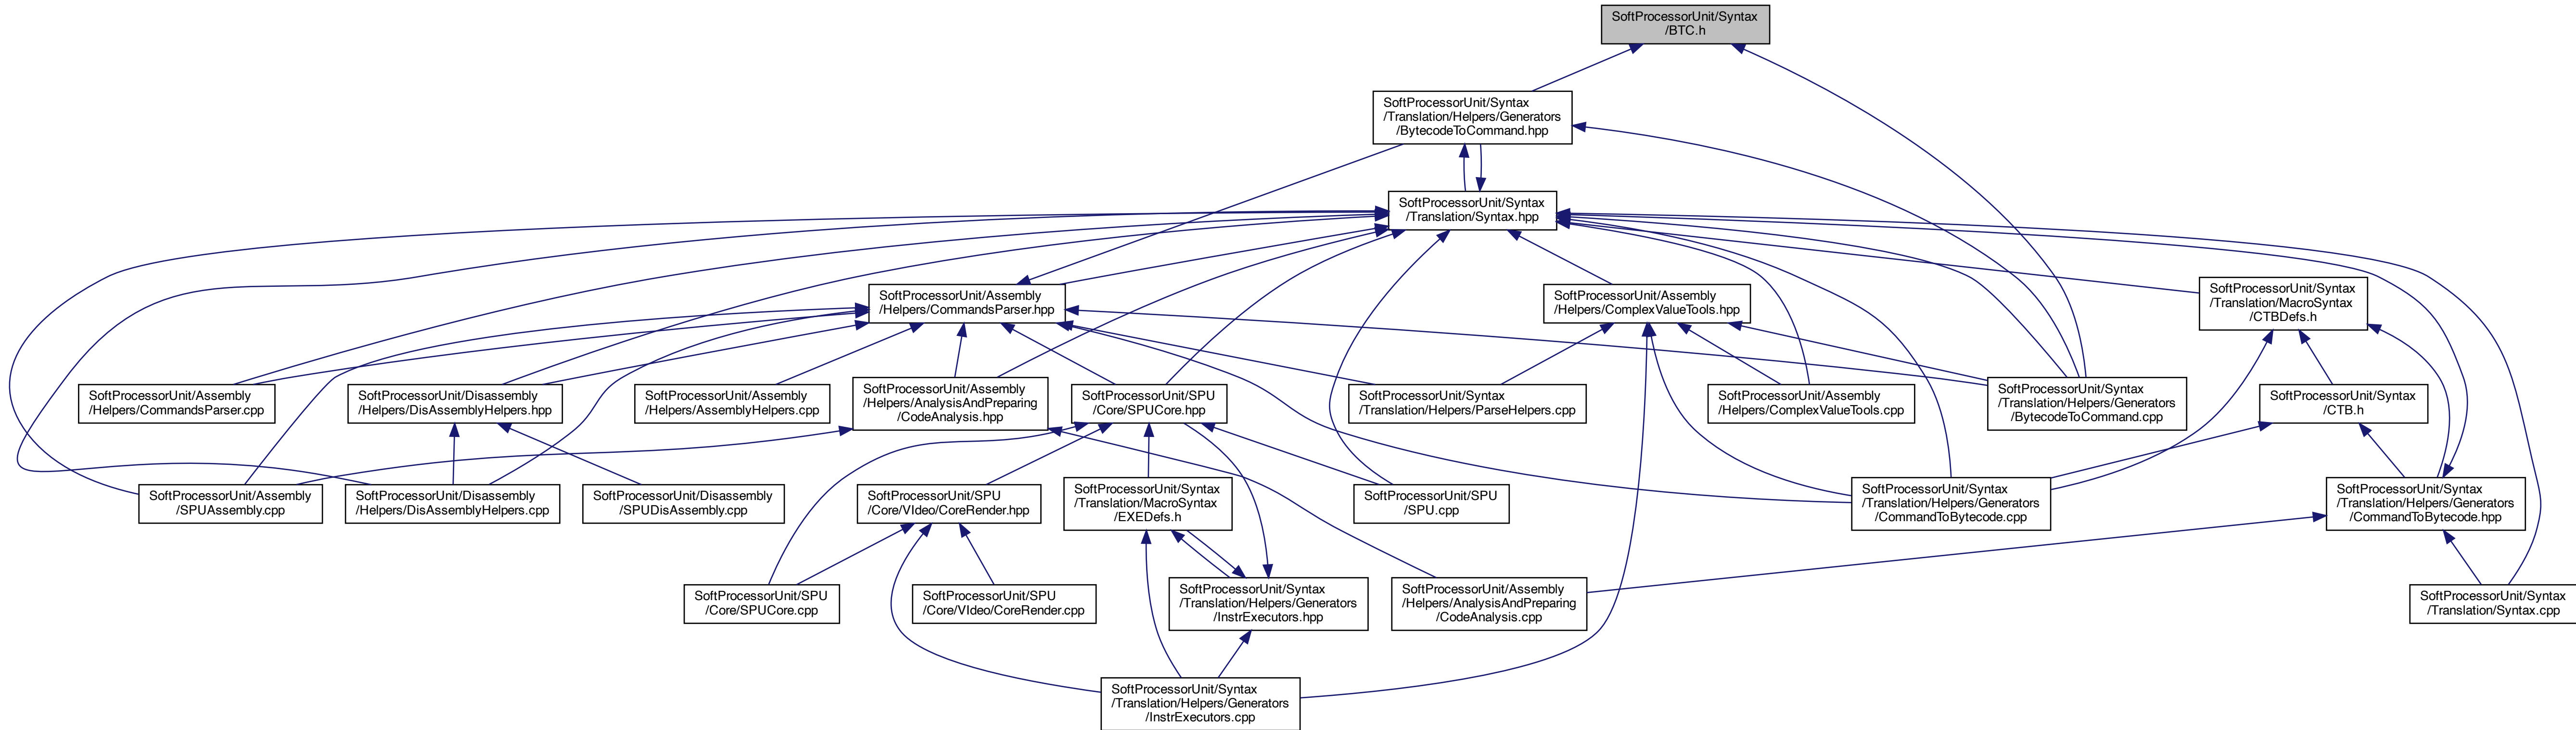 SoftProcessorUnit/Syntax
/BTC.h
SoftProcessorUnit/Syntax
/Translation/Helpers/Generators
/BytecodeToCommand.hpp
SoftProcessorUnit/Syntax
/Translation/Syntax.hpp
SoftProcessorUnit/Assembly
/Helpers/CommandsParser.hpp
SoftProcessorUnit/Assembly
/Helpers/ComplexValueTools.hpp
SoftProcessorUnit/Syntax
/Translation/MacroSyntax
/CTBDefs.h
SoftProcessorUnit/Assembly
/Helpers/CommandsParser.cpp
SoftProcessorUnit/Disassembly
/Helpers/DisAssemblyHelpers.hpp
SoftProcessorUnit/Assembly
/Helpers/AssemblyHelpers.cpp
SoftProcessorUnit/Assembly
/Helpers/AnalysisAndPreparing
/CodeAnalysis.hpp
SoftProcessorUnit/SPU
/Core/SPUCore.hpp
SoftProcessorUnit/Syntax
/Translation/Helpers/ParseHelpers.cpp
SoftProcessorUnit/Assembly
/Helpers/ComplexValueTools.cpp
SoftProcessorUnit/Syntax
/Translation/Helpers/Generators
/BytecodeToCommand.cpp
SoftProcessorUnit/Syntax
/CTB.h
SoftProcessorUnit/Assembly
/SPUAssembly.cpp
SoftProcessorUnit/Disassembly
/Helpers/DisAssemblyHelpers.cpp
SoftProcessorUnit/Disassembly
/SPUDisAssembly.cpp
SoftProcessorUnit/SPU
/Core/VIdeo/CoreRender.hpp
SoftProcessorUnit/Syntax
/Translation/MacroSyntax
/EXEDefs.h
SoftProcessorUnit/SPU
/SPU.cpp
SoftProcessorUnit/Syntax
/Translation/Helpers/Generators
/CommandToBytecode.cpp
SoftProcessorUnit/Syntax
/Translation/Helpers/Generators
/CommandToBytecode.hpp
SoftProcessorUnit/SPU
/Core/SPUCore.cpp
SoftProcessorUnit/SPU
/Core/VIdeo/CoreRender.cpp
SoftProcessorUnit/Syntax
/Translation/Helpers/Generators
/InstrExecutors.hpp
SoftProcessorUnit/Assembly
/Helpers/AnalysisAndPreparing
/CodeAnalysis.cpp
SoftProcessorUnit/Syntax
/Translation/Syntax.cpp
SoftProcessorUnit/Syntax
/Translation/Helpers/Generators
/InstrExecutors.cpp